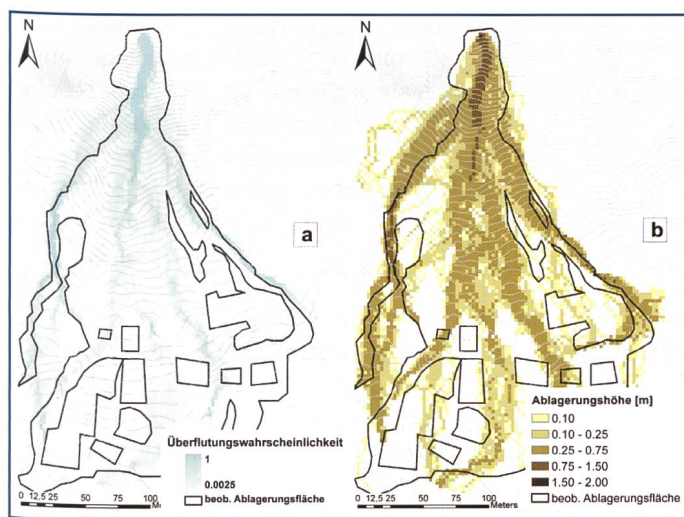 N
a
Überflutungswahrscheinlichkeit
1
0.0025
beob. Ablagerungsfläche
0 12,5 25 50 75 100
N
b
Ablagerungshöhe [m]
0.10
0.10 - 0.25
0.25 - 0.75
0.75 - 1.50
1.50 - 2.00
beob. Ablagerungsfläche
0 12,5 25 50 75 100
Meters